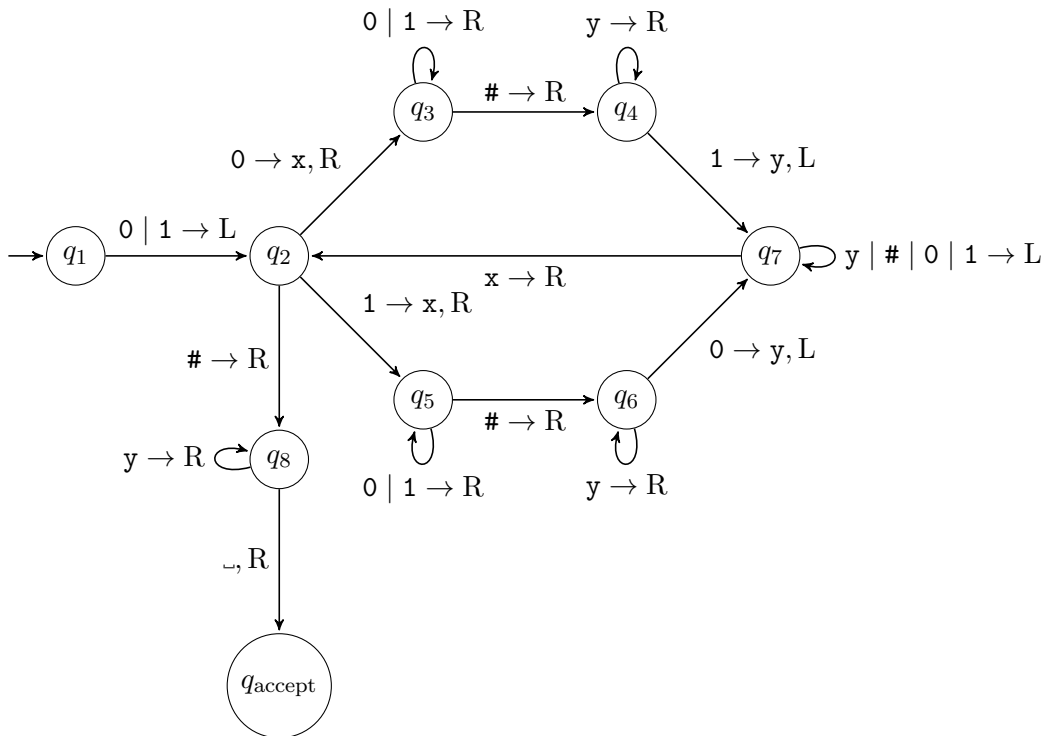 0 | 1 → R
y → R
q₃
# → R
q₄
0 → x, R
1 → y, L
q₁
0 | 1 → L
q₂
q₇
y | # | 0 | 1 → L
x → R
1 → x, R
# → R
0 → y, L
q₅
# → R
q₆
y → R
q₈
0 | 1 → R
y → R
␣, R
q_accept